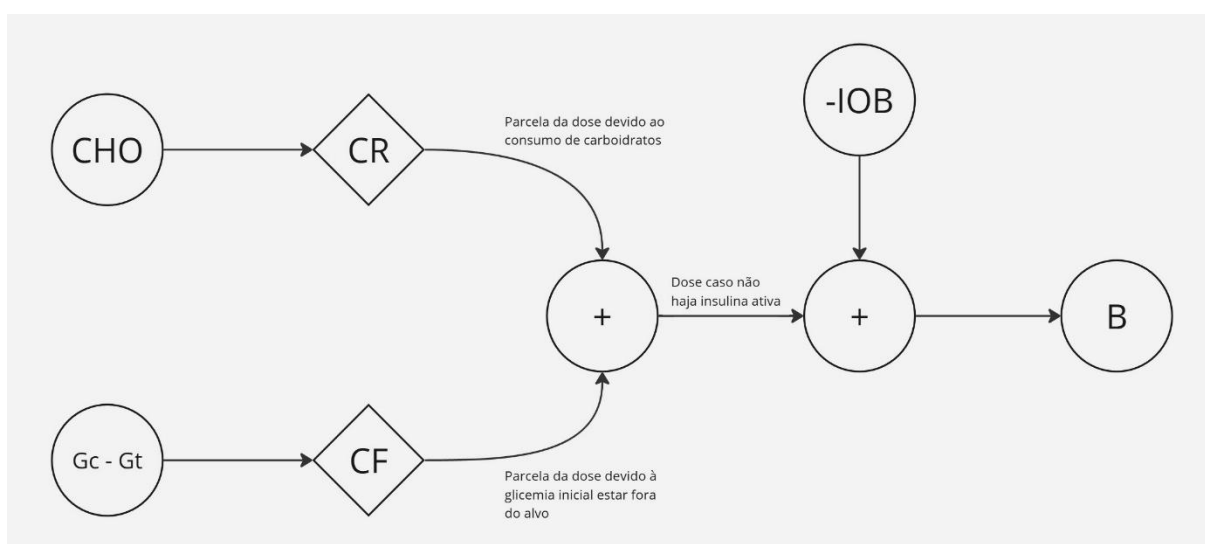 CHO
CR
Parcela da dose devido ao
consumo de carboidratos
-IOB
+
Dose caso não
haja insulina ativa
+
B
Gc - Gt
CF
Parcela da dose devido à
glicemia inicial estar fora
do alvo